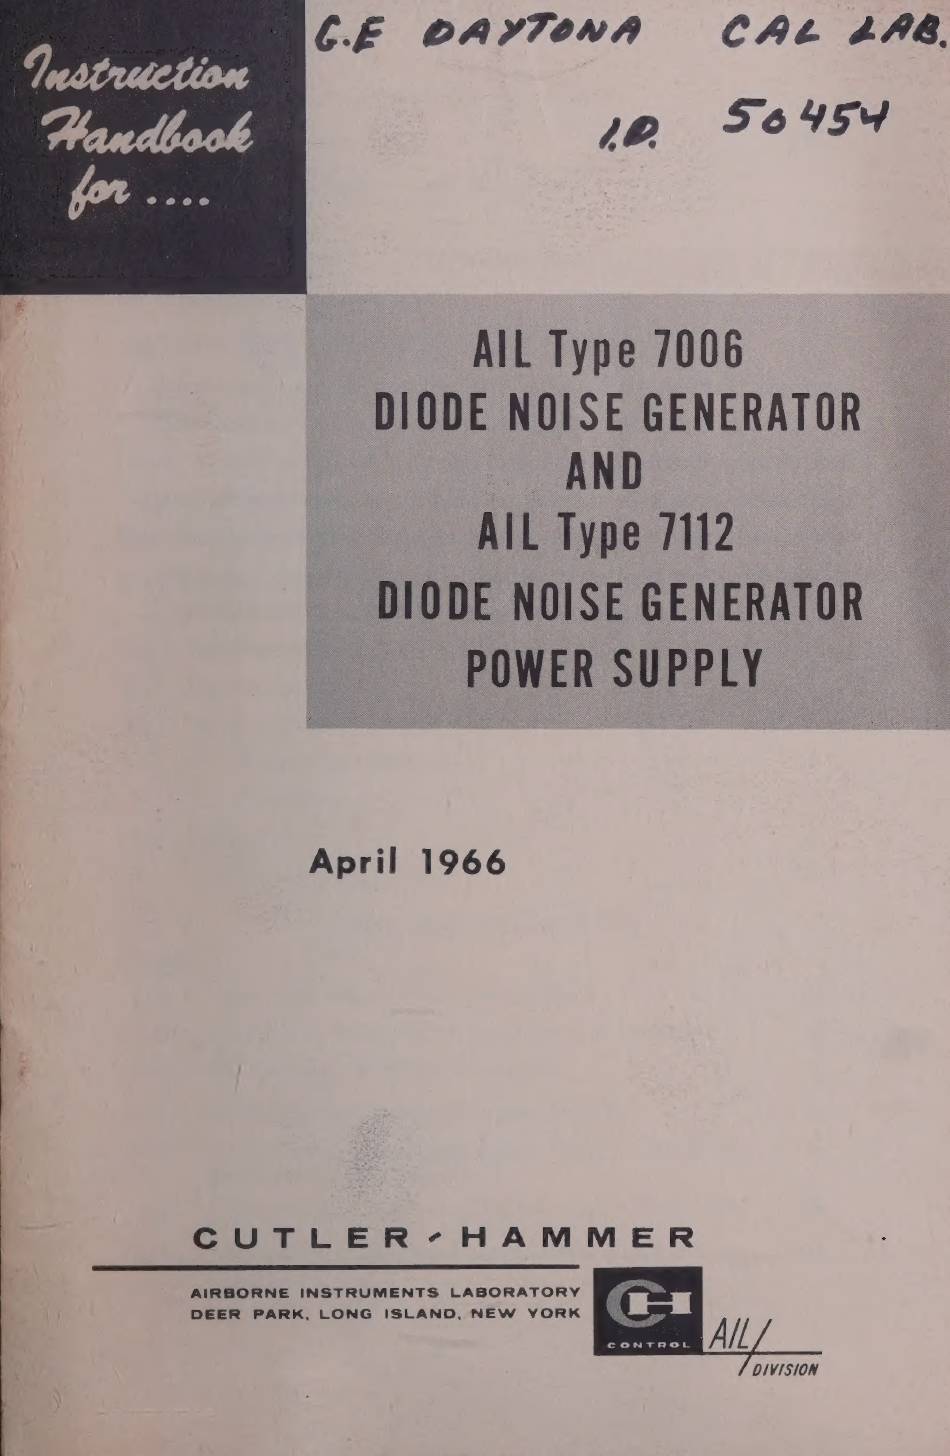 G.E DAYTONA CAL LAB.
I.D. 50454
Instruction
Handbook
for ....
AIL Type 7006
DIODE NOISE GENERATOR
AND
AIL Type 7112
DIODE NOISE GENERATOR
POWER SUPPLY
April 1966
CUTLER-HAMMER
AIRBORNE INSTRUMENTS LABORATORY
DEER PARK, LONG ISLAND, NEW YORK
CH
CONTROL
AIL/
DIVISION